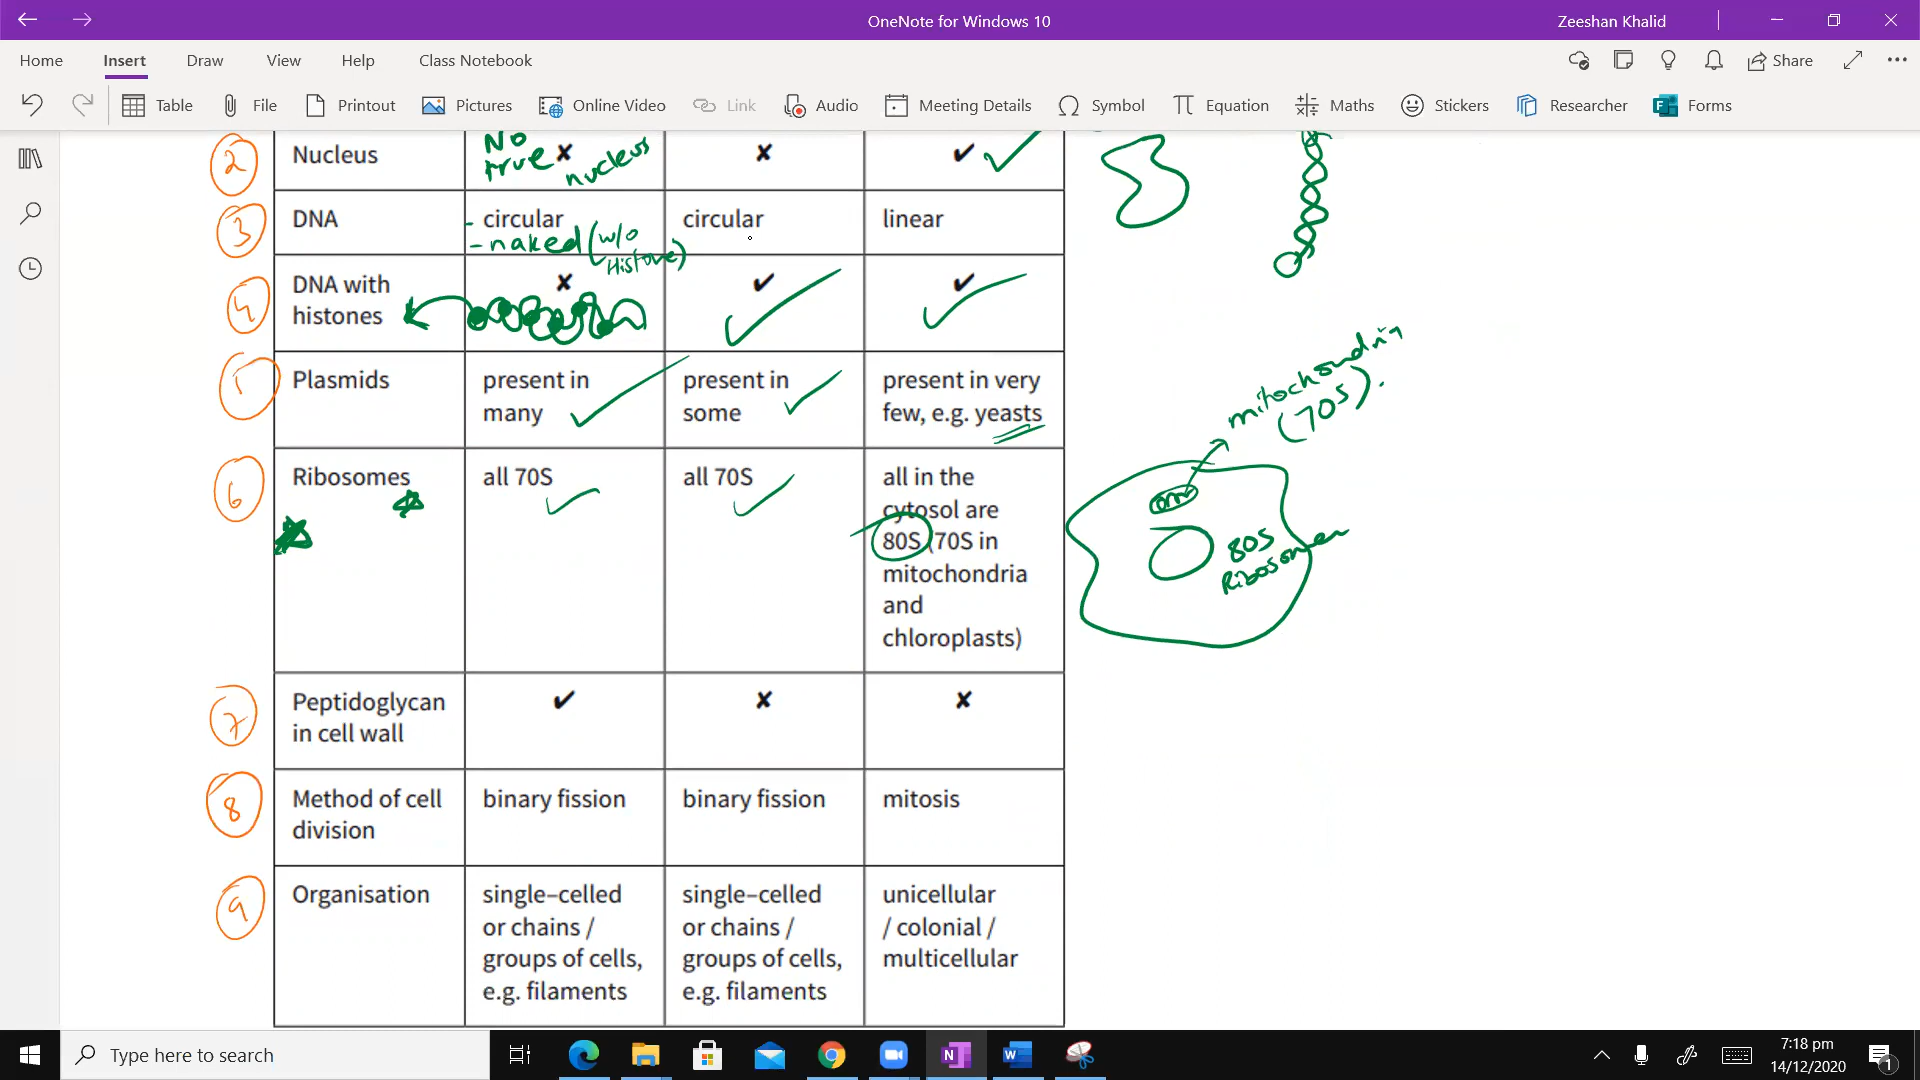 OneNote for Windows 10
Zeeshan Khalid
Home Insert Draw View Help Class Notebook Share
Table File Printout Pictures Online Video Link Audio Meeting Details Symbol Equation Maths Stickers Researcher Forms
2 Nucleus No true ✘ nucleus ✘ ✔
3 DNA - circular circular linear
- naked (w/o Histone)
4 DNA with ✘ ✔ ✔
histones
Plasmids present in present in present in very
many some few, e.g. yeasts
mitochondria
(70S).
6 Ribosomes all 70S all 70S all in the
cytosol are
80S (70S in
mitochondria
and
chloroplasts)
80S
Ribosomes
7 Peptidoglycan ✔ ✘ ✘
in cell wall
8 Method of cell binary fission binary fission mitosis
division
9 Organisation single–celled single–celled unicellular
or chains / or chains / / colonial /
groups of cells, groups of cells, multicellular
e.g. filaments e.g. filaments
Type here to search
7:18 pm
14/12/2020
1